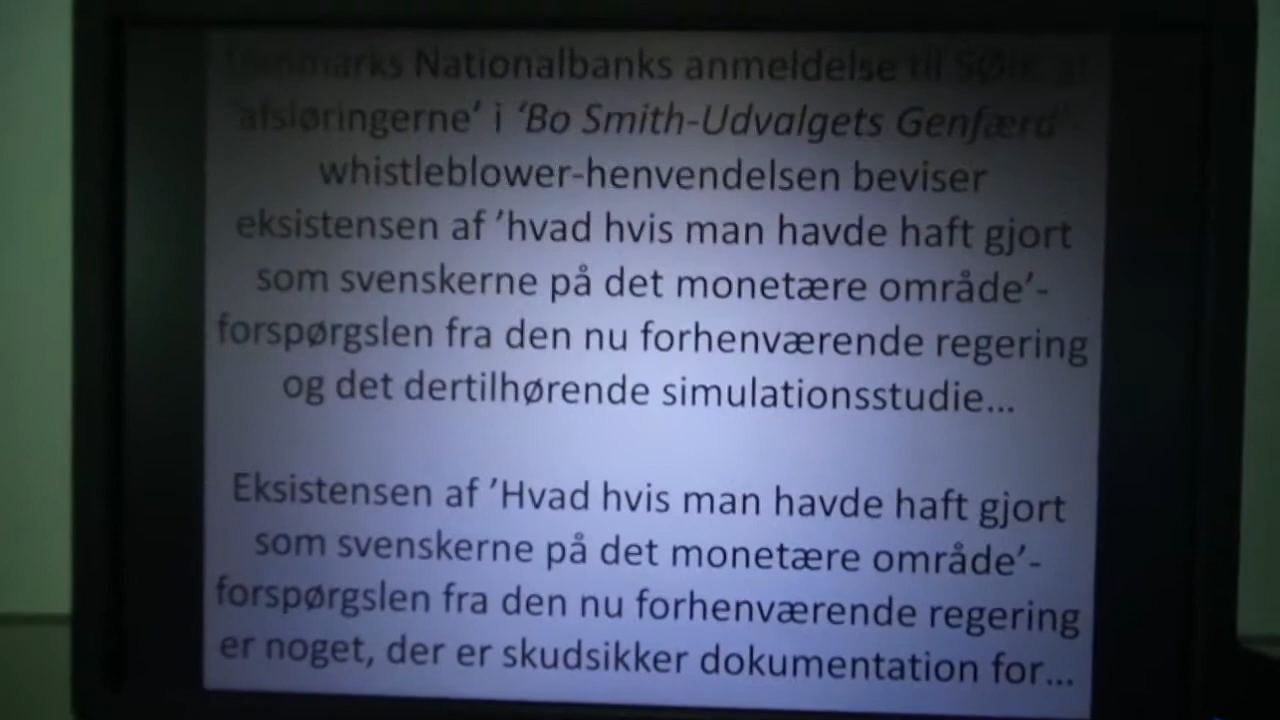 Danmarks Nationalbanks anmeldelse til
afsløringerne’ i ‘Bo Smith-Udvalgets Genfærd’-
whistleblower-henvendelsen beviser
eksistensen af ’hvad hvis man havde haft gjort
som svenskerne på det monetære område’-
forspørgslen fra den nu forhenværende regering
og det dertilhørende simulationsstudie...
Eksistensen af ’Hvad hvis man havde haft gjort
som svenskerne på det monetære område’-
forspørgslen fra den nu forhenværende regering
er noget, der er skudsikker dokumentation for...